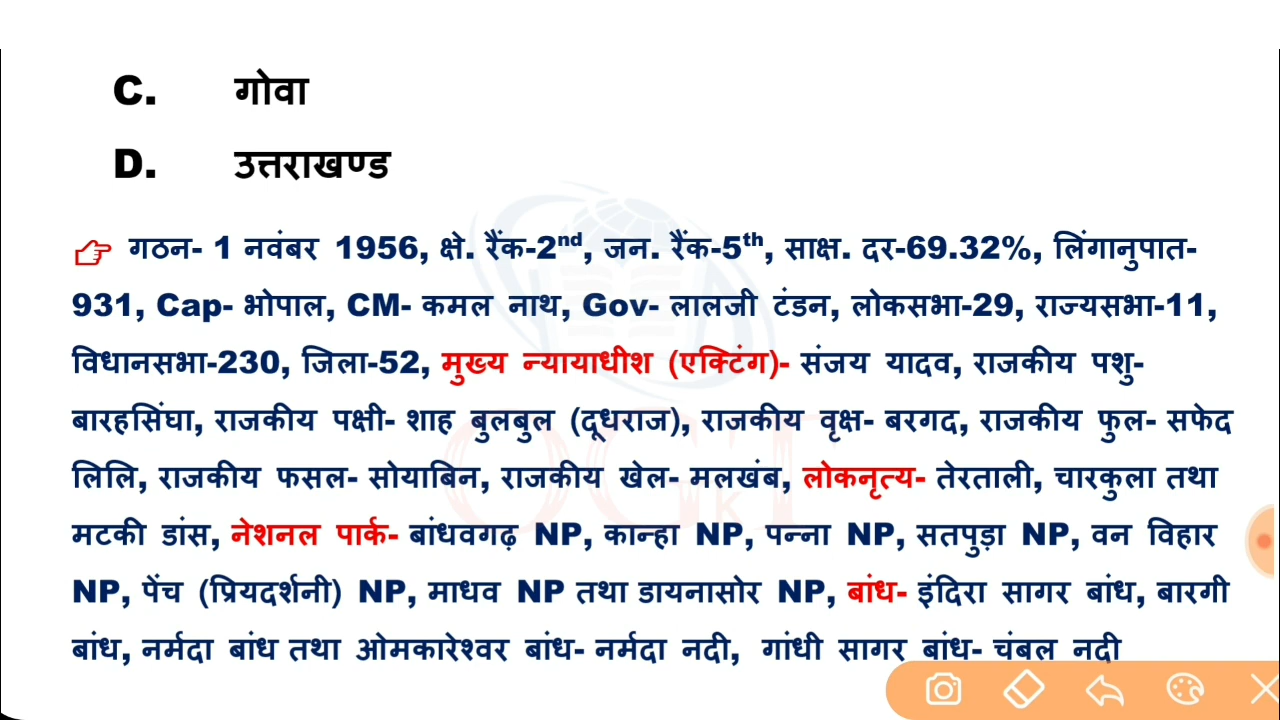 C. गोवा
D. उत्तराखण्ड
गठन- 1 नवंबर 1956, क्षे. रैंक-2nd, जन. रैंक-5th, साक्ष. दर-69.32%, लिंगानुपात-
931, Cap- भोपाल, CM- कमल नाथ, Gov- लालजी टंडन, लोकसभा-29, राज्यसभा-11,
विधानसभा-230, जिला-52, मुख्य न्यायाधीश (एक्टिंग)- संजय यादव, राजकीय पशु-
बारहसिंघा, राजकीय पक्षी- शाह बुलबुल (दूधराज), राजकीय वृक्ष- बरगद, राजकीय फुल- सफेद
लिलि, राजकीय फसल- सोयाबिन, राजकीय खेल- मलखंब, लोकनृत्य- तेरताली, चारकुला तथा
मटकी डांस, नेशनल पार्क- बांधवगढ़ NP, कान्हा NP, पन्ना NP, सतपुड़ा NP, वन विहार
NP, पेंच (प्रियदर्शनी) NP, माधव NP तथा डायनासोर NP, बांध- इंदिरा सागर बांध, बारगी
बांध, नर्मदा बांध तथा ओमकारेश्वर बांध- नर्मदा नदी, गांधी सागर बांध- चंबल नदी